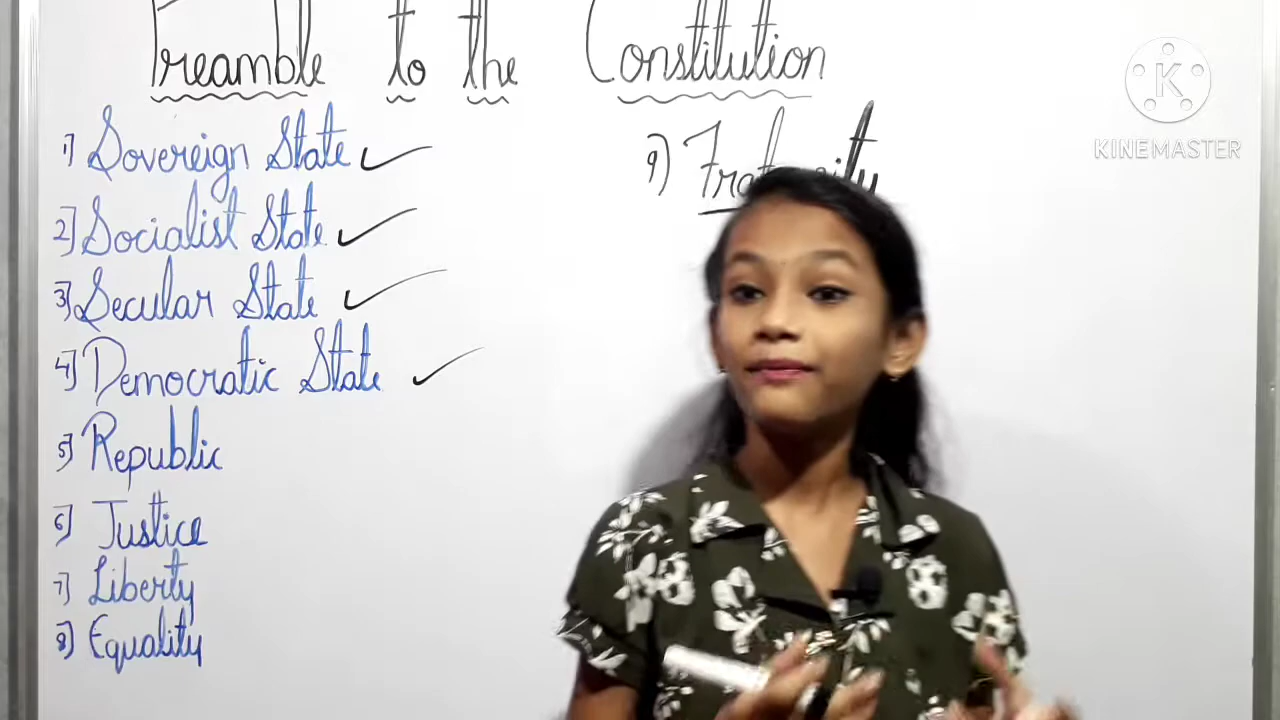 Preamble to the Constitution
1) Sovereign State
2] Socialist State
3] Secular State
4] Democratic State
5] Republic
6] Justice
7] Liberty
8] Equality
9)
K
KINEMASTER